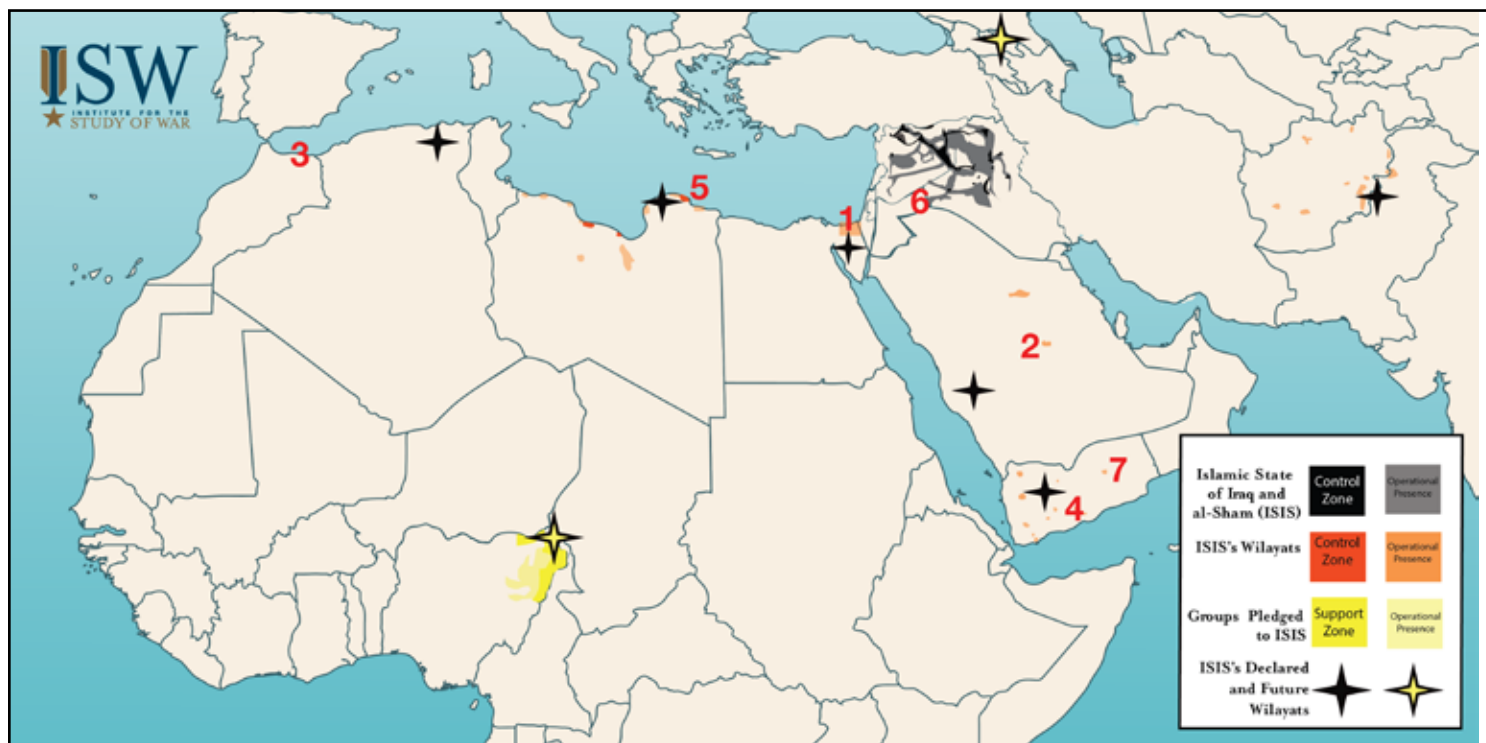 ISW
INSTITUTE FOR THE
STUDY OF WAR
3
5
1
6
2
7
4
Islamic State
of Iraq and
al-Sham (ISIS)
Control
Zone
Operational
Presence
ISIS's Wilayats
Control
Zone
Operational
Presence
Groups Pledged
to ISIS
Support
Zone
Operational
Presence
ISIS's Declared
and Future
Wilayats